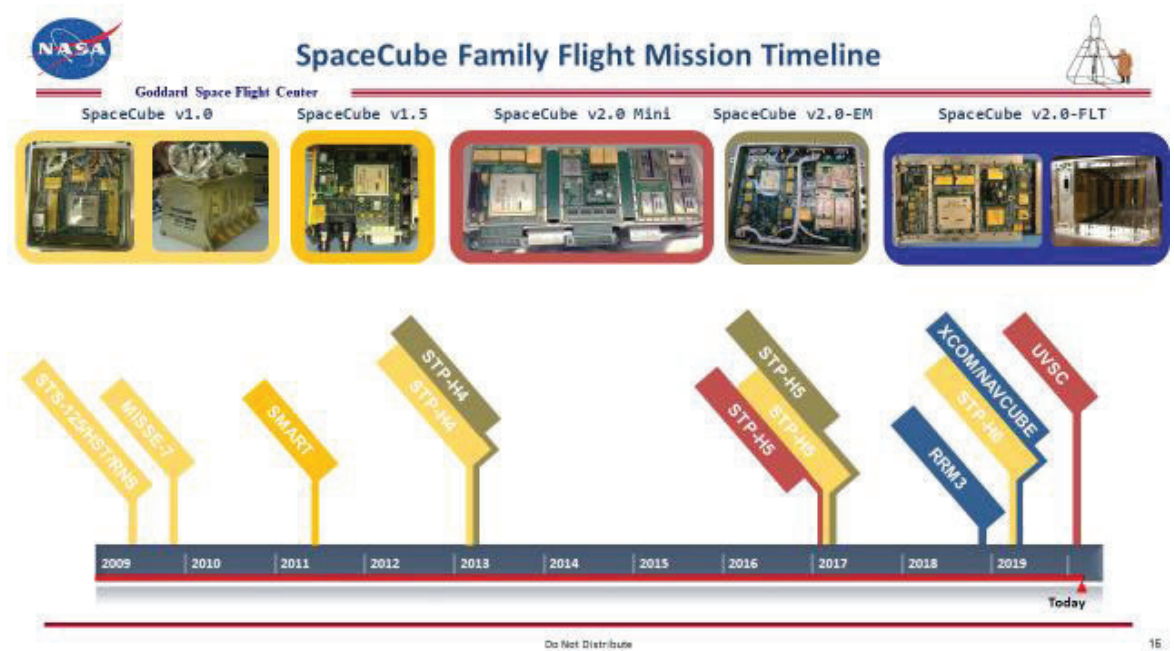 NASA
SpaceCube Family Flight Mission Timeline
Goddard Space Flight Center
SpaceCube v1.0
SpaceCube v1.5
SpaceCube v2.0 Mini
SpaceCube v2.0-EM
SpaceCube v2.0-FLT
STS-125/HST/RNS
MISSE-7
SMART
STP-H4
STP-H4
STP-H5
STP-H5
STP-H5
XCOM/NAVCUBE
STP-H6
RRM3
UVSC
2009
2010
2011
2012
2013
2014
2015
2016
2017
2018
2019
Today
Do Not Distribute
16